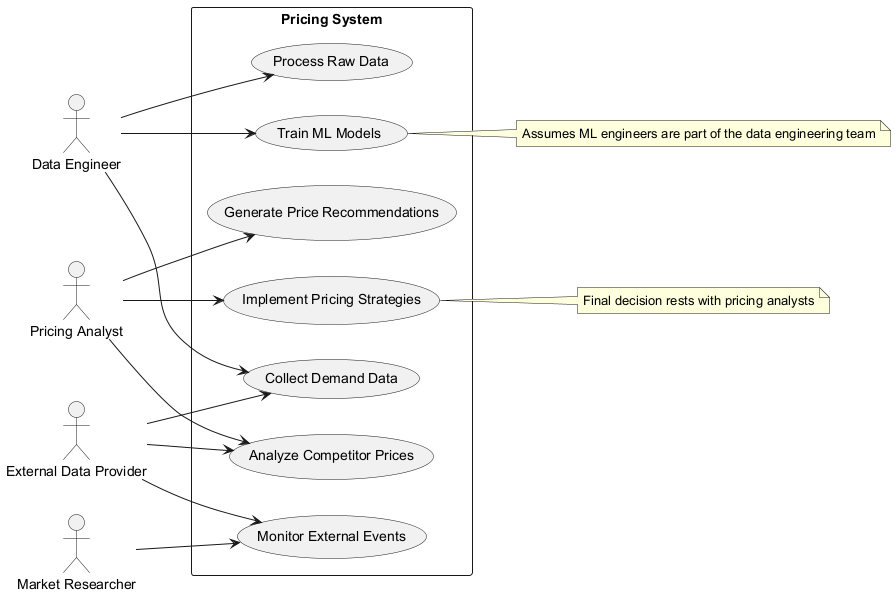 Pricing System
Process Raw Data
Data Engineer
Train ML Models
Assumes ML engineers are part of the data engineering team
Generate Price Recommendations
Pricing Analyst
Implement Pricing Strategies
Final decision rests with pricing analysts
Collect Demand Data
External Data Provider
Analyze Competitor Prices
Monitor External Events
Market Researcher